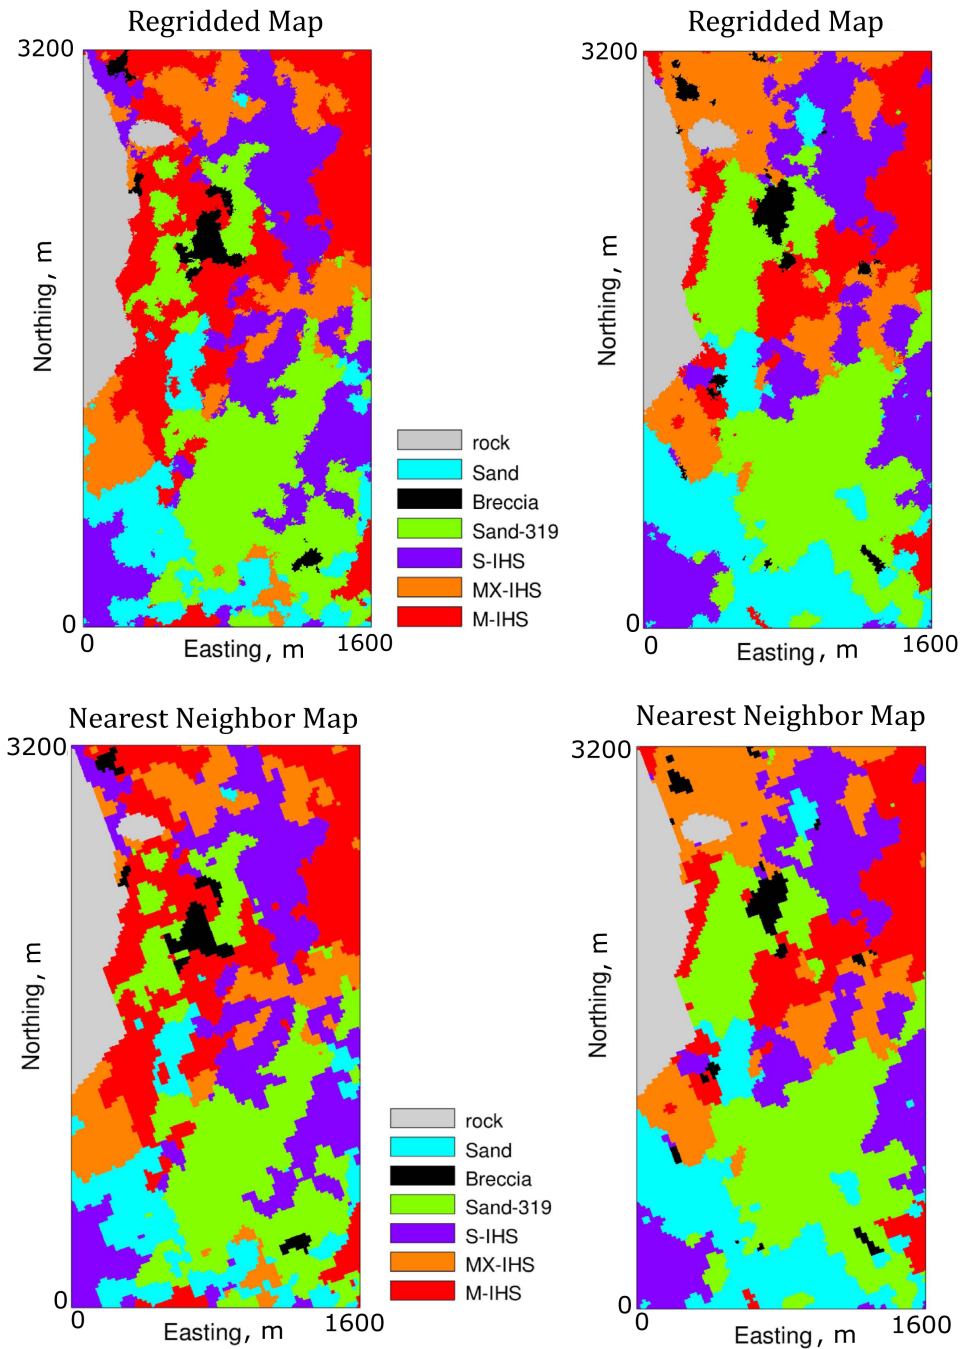 Regridded Map
3200
Northing, m
0
0
Easting, m
1600
rock
Sand
Breccia
Sand-319
S-IHS
MX-IHS
M-IHS
Regridded Map
3200
Northing, m
0
0
Easting, m
1600
Nearest Neighbor Map
3200
Northing, m
0
0
Easting, m
1600
rock
Sand
Breccia
Sand-319
S-IHS
MX-IHS
M-IHS
Nearest Neighbor Map
3200
Northing, m
0
0
Easting, m
1600